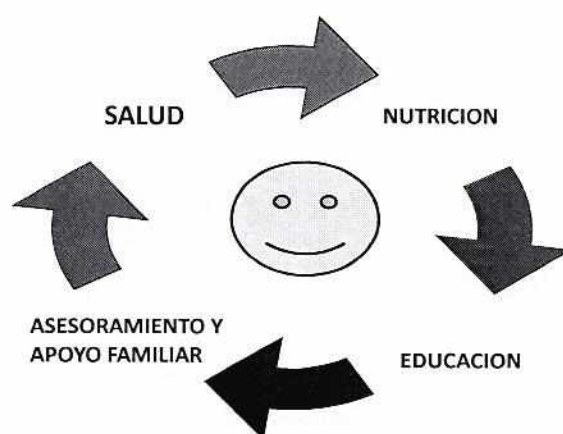 SALUD
NUTRICION
ASESORAMIENTO Y
APOYO FAMILIAR
EDUCACION